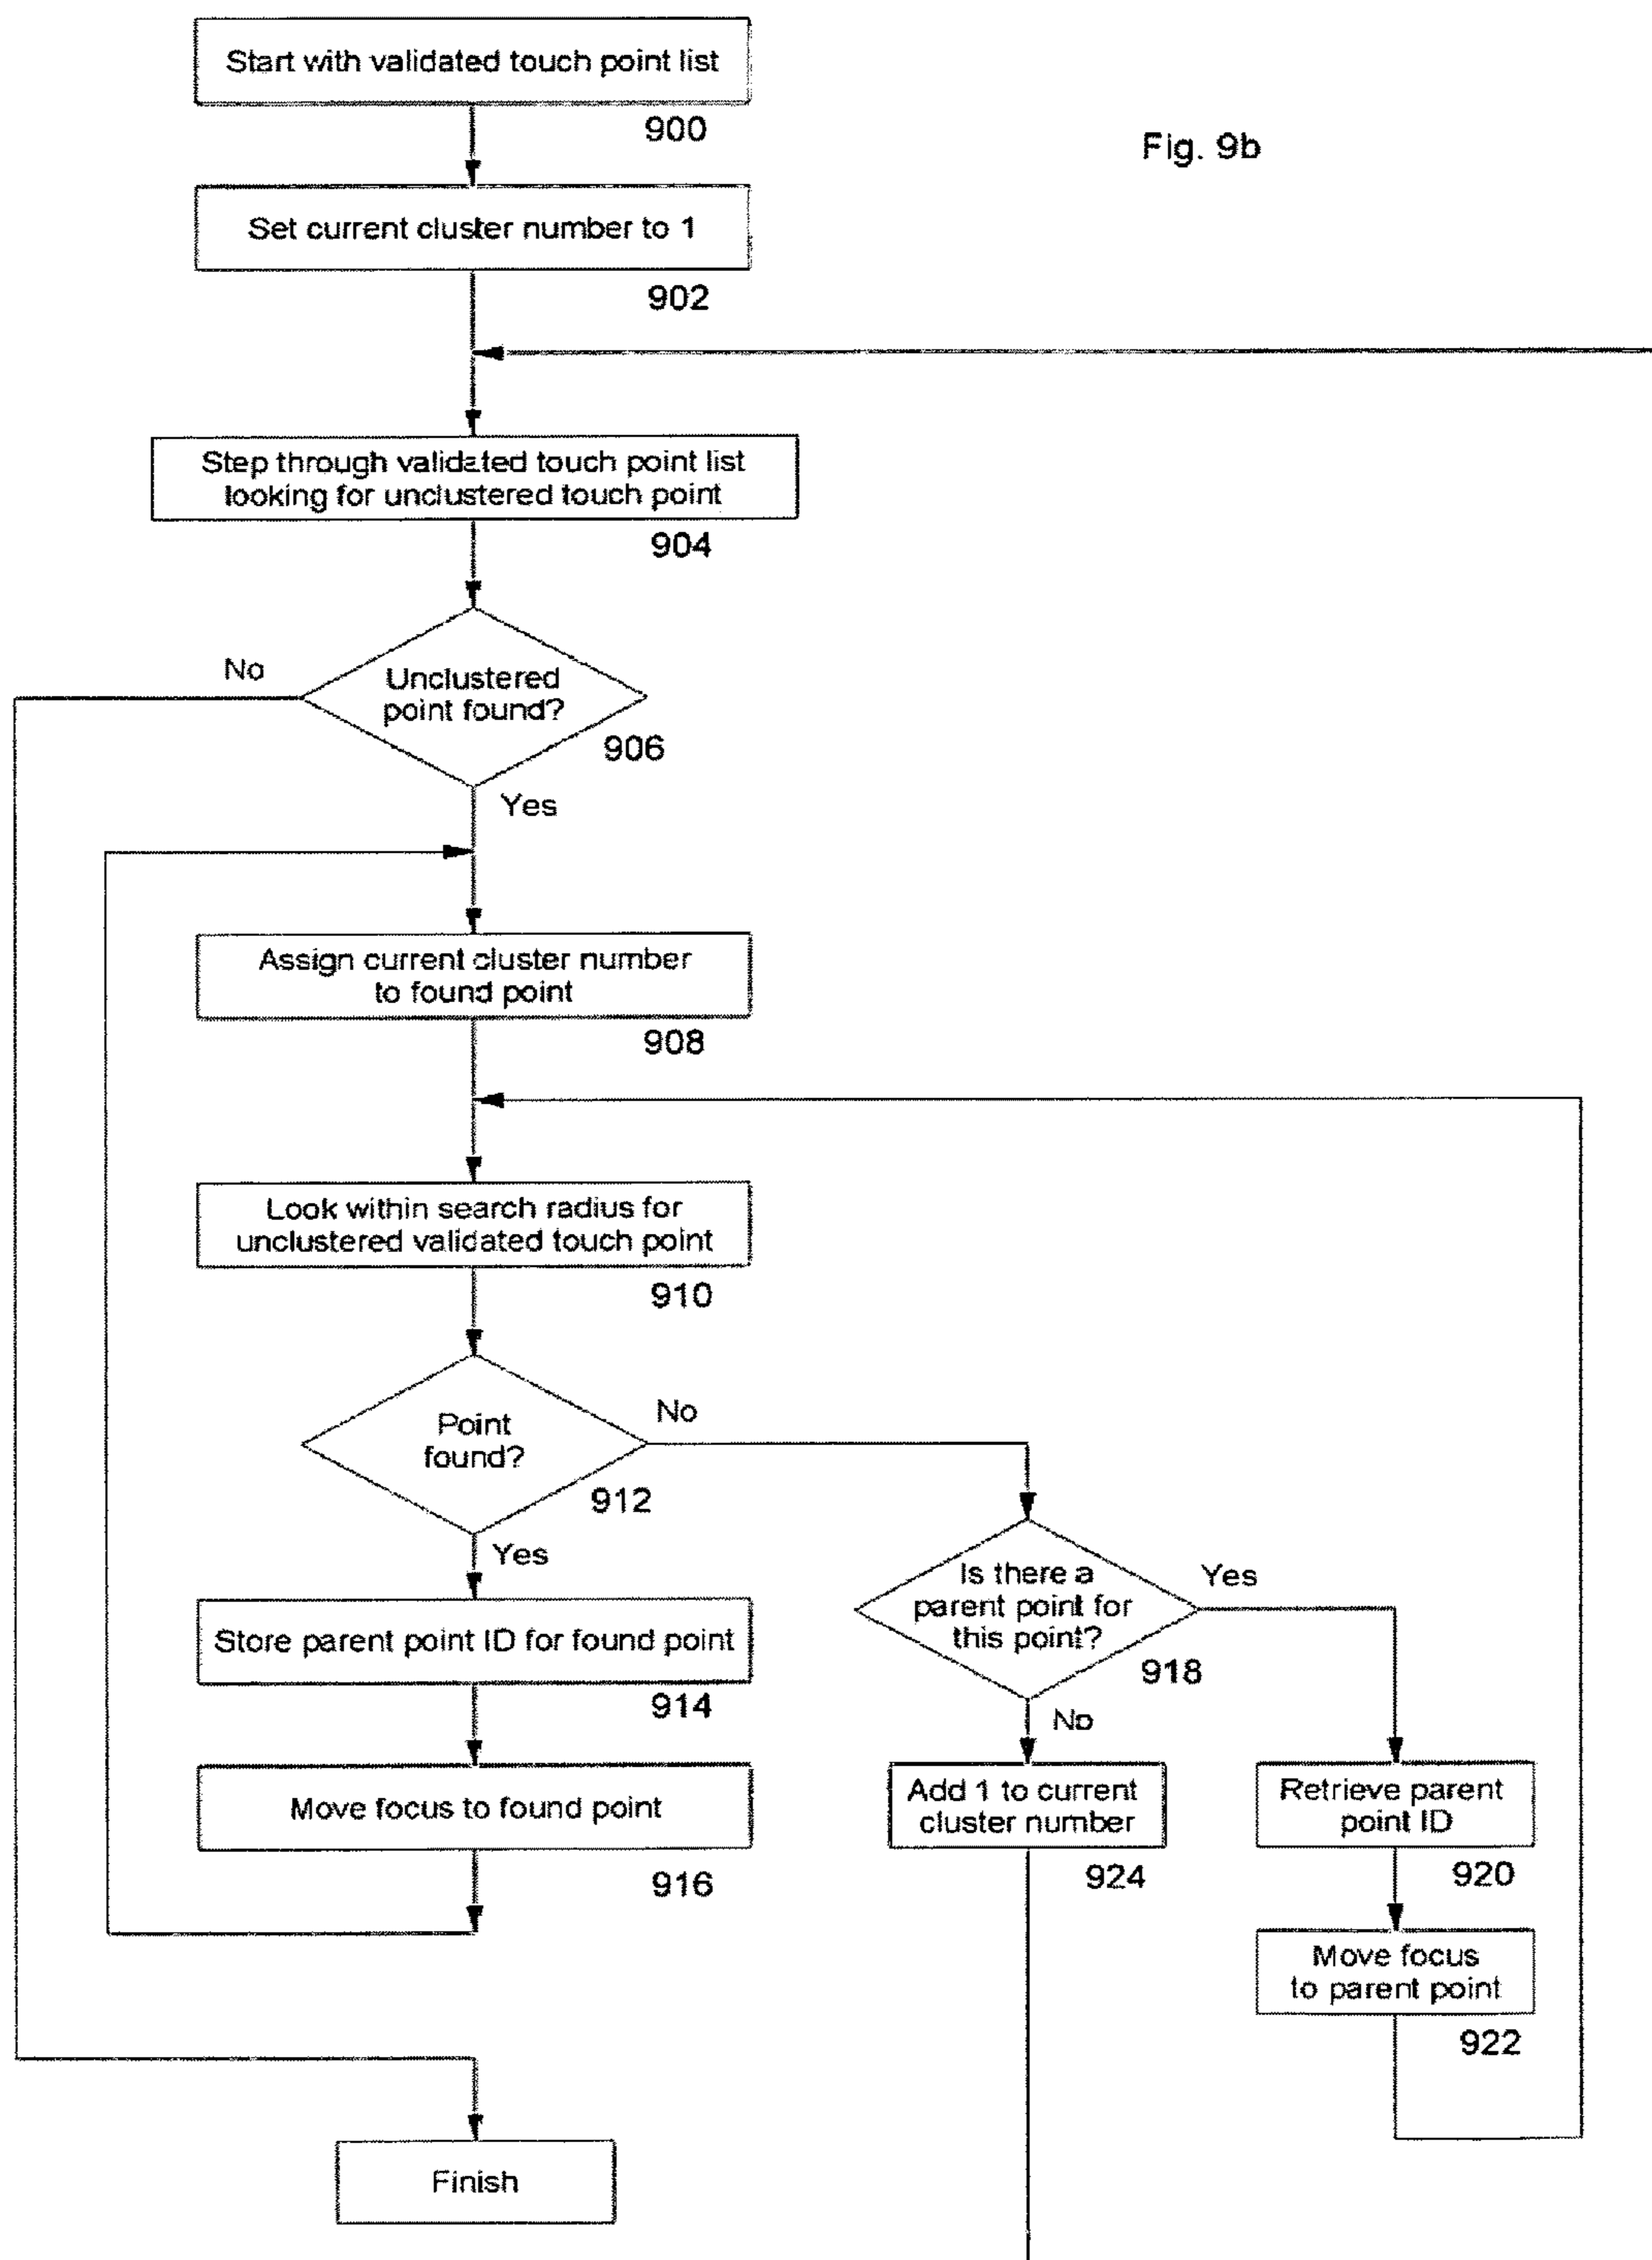 Start with validated touch point list
900
Fig. 9b
Set current cluster number to 1
902
Step through validated touch point list
looking for unclustered touch point
904
No
Unclustered
point found?
906
Yes
Assign current cluster number
to found point
908
Look within search radius for
unclustered validated touch point
910
Point
found?
No
912
Yes
Is there a
parent point for
this point?
Yes
918
Store parent point ID for found point
914
No
Move focus to found point
916
Add 1 to current
cluster number
924
Retrieve parent
point ID
920
Move focus
to parent point
922
Finish